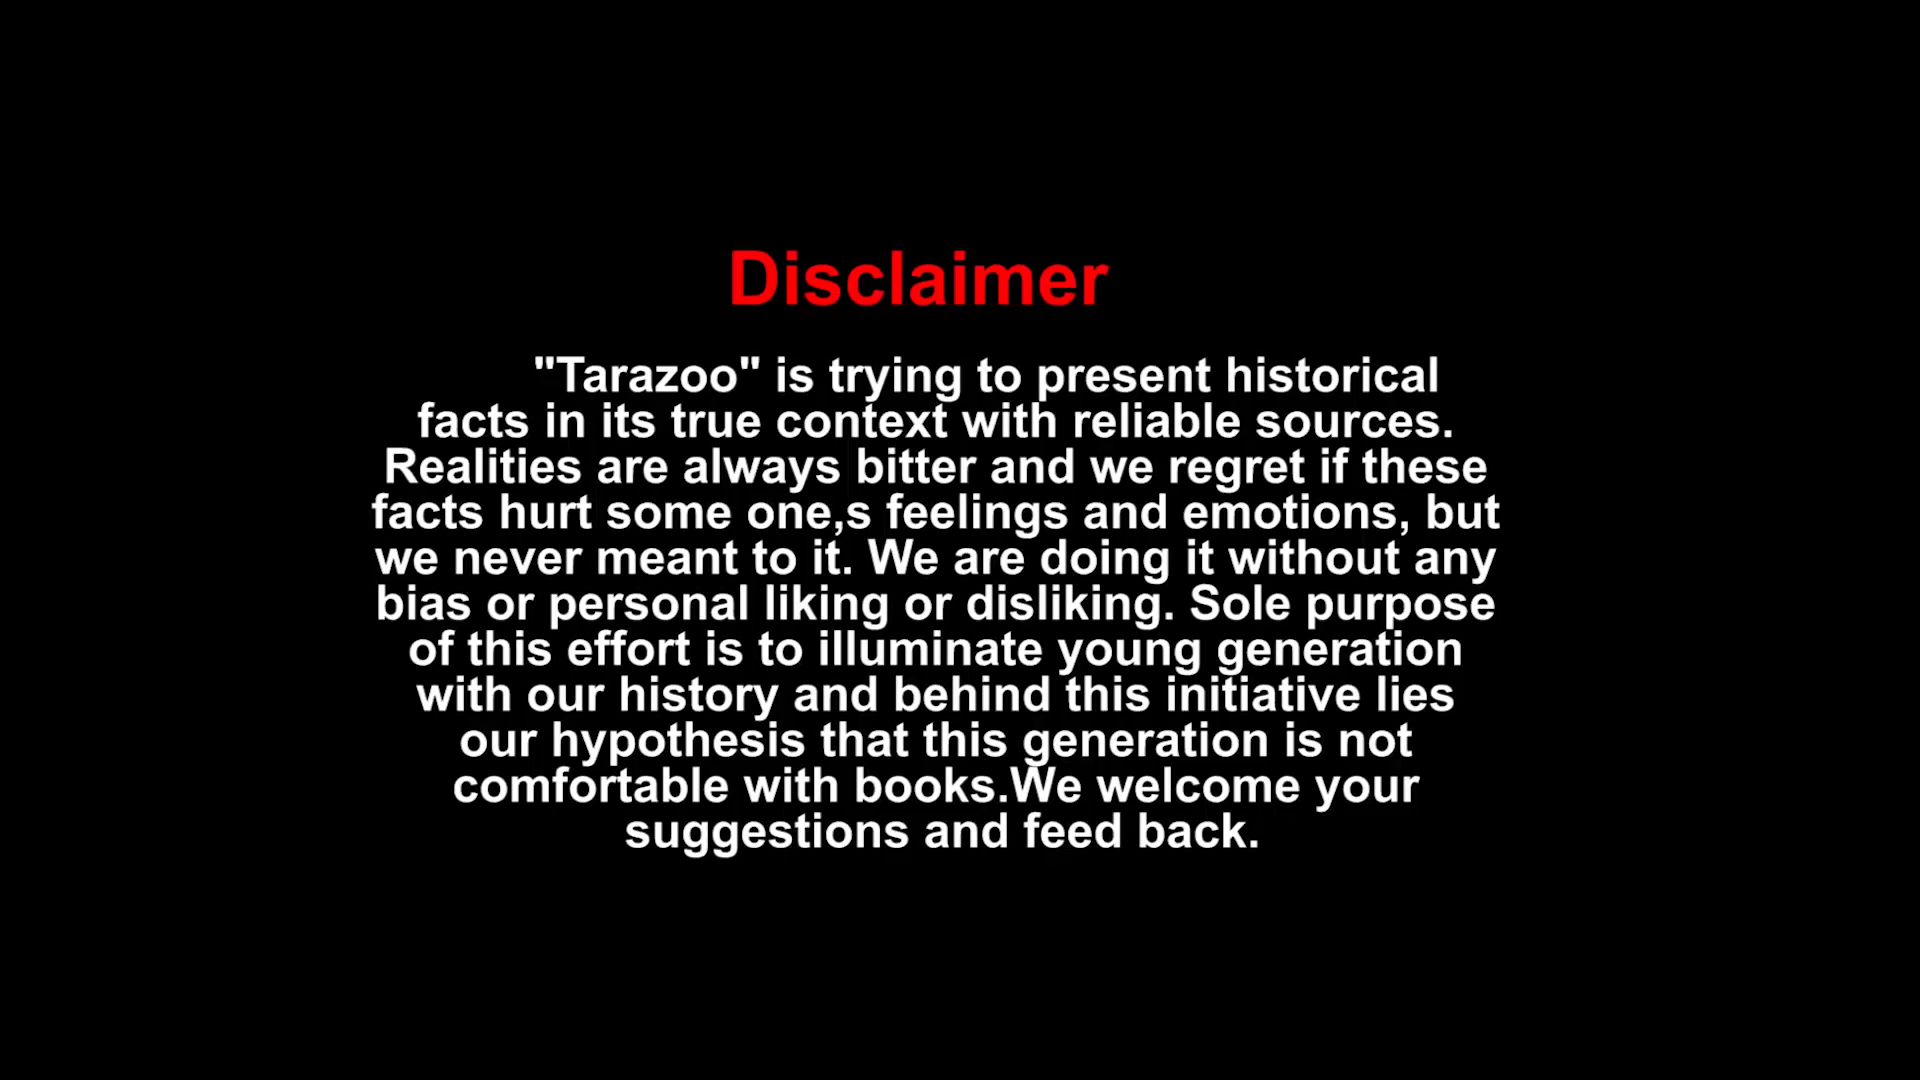 Disclaimer
"Tarazoo" is trying to present historical
facts in its true context with reliable sources.
Realities are always bitter and we regret if these
facts hurt some one,s feelings and emotions, but
we never meant to it. We are doing it without any
bias or personal liking or disliking. Sole purpose
of this effort is to illuminate young generation
with our history and behind this initiative lies
our hypothesis that this generation is not
comfortable with books.We welcome your
suggestions and feed back.